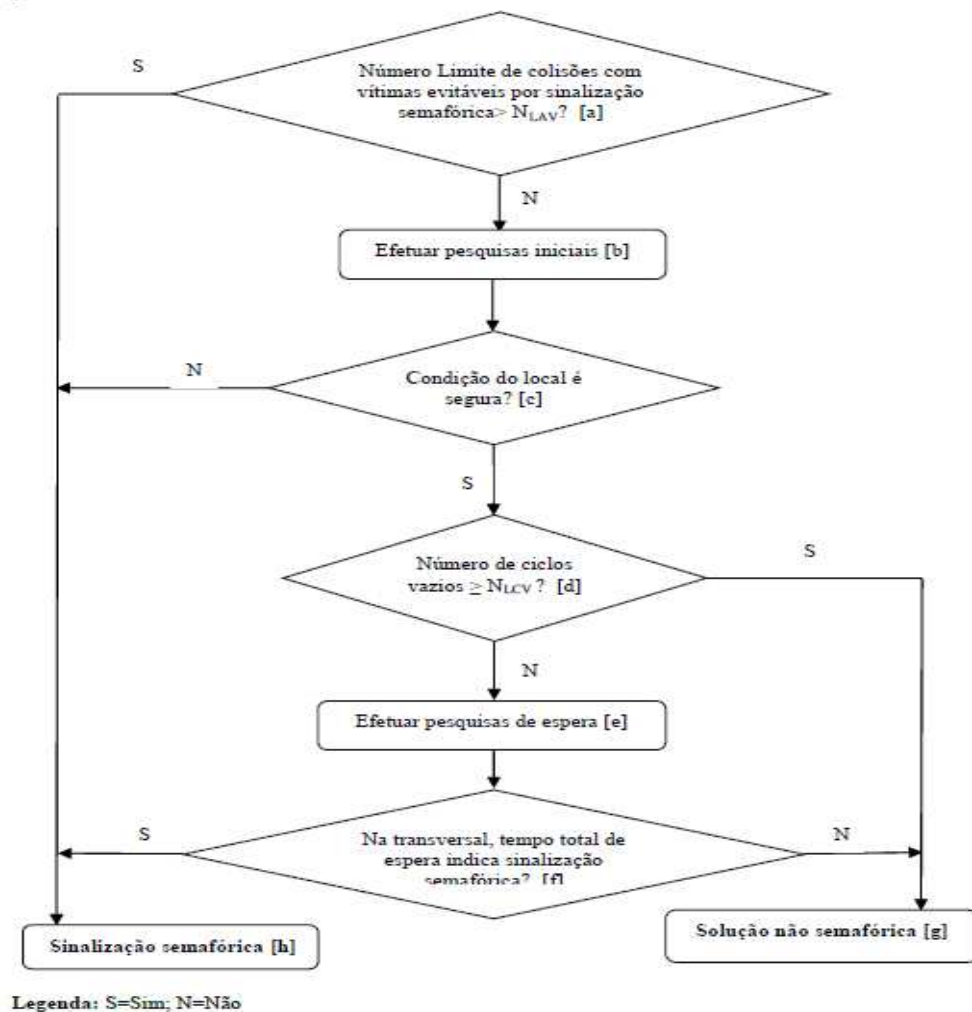 S
Número Limite de colisões com
vítimas evitáveis por sinalização
semafórica> NLAV? [a]
N
Efetuar pesquisas iniciais [b]
N
Condição do local é
segura? [c]
S
Número de ciclos
vazios ≥ NLCV ? [d]
S
N
Efetuar pesquisas de espera [e]
S
Na transversal, tempo total de
espera indica sinalização
semafórica? [f]
N
Sinalização semafórica [h]
Solução não semafórica [g]
Legenda: S=Sim; N=Não